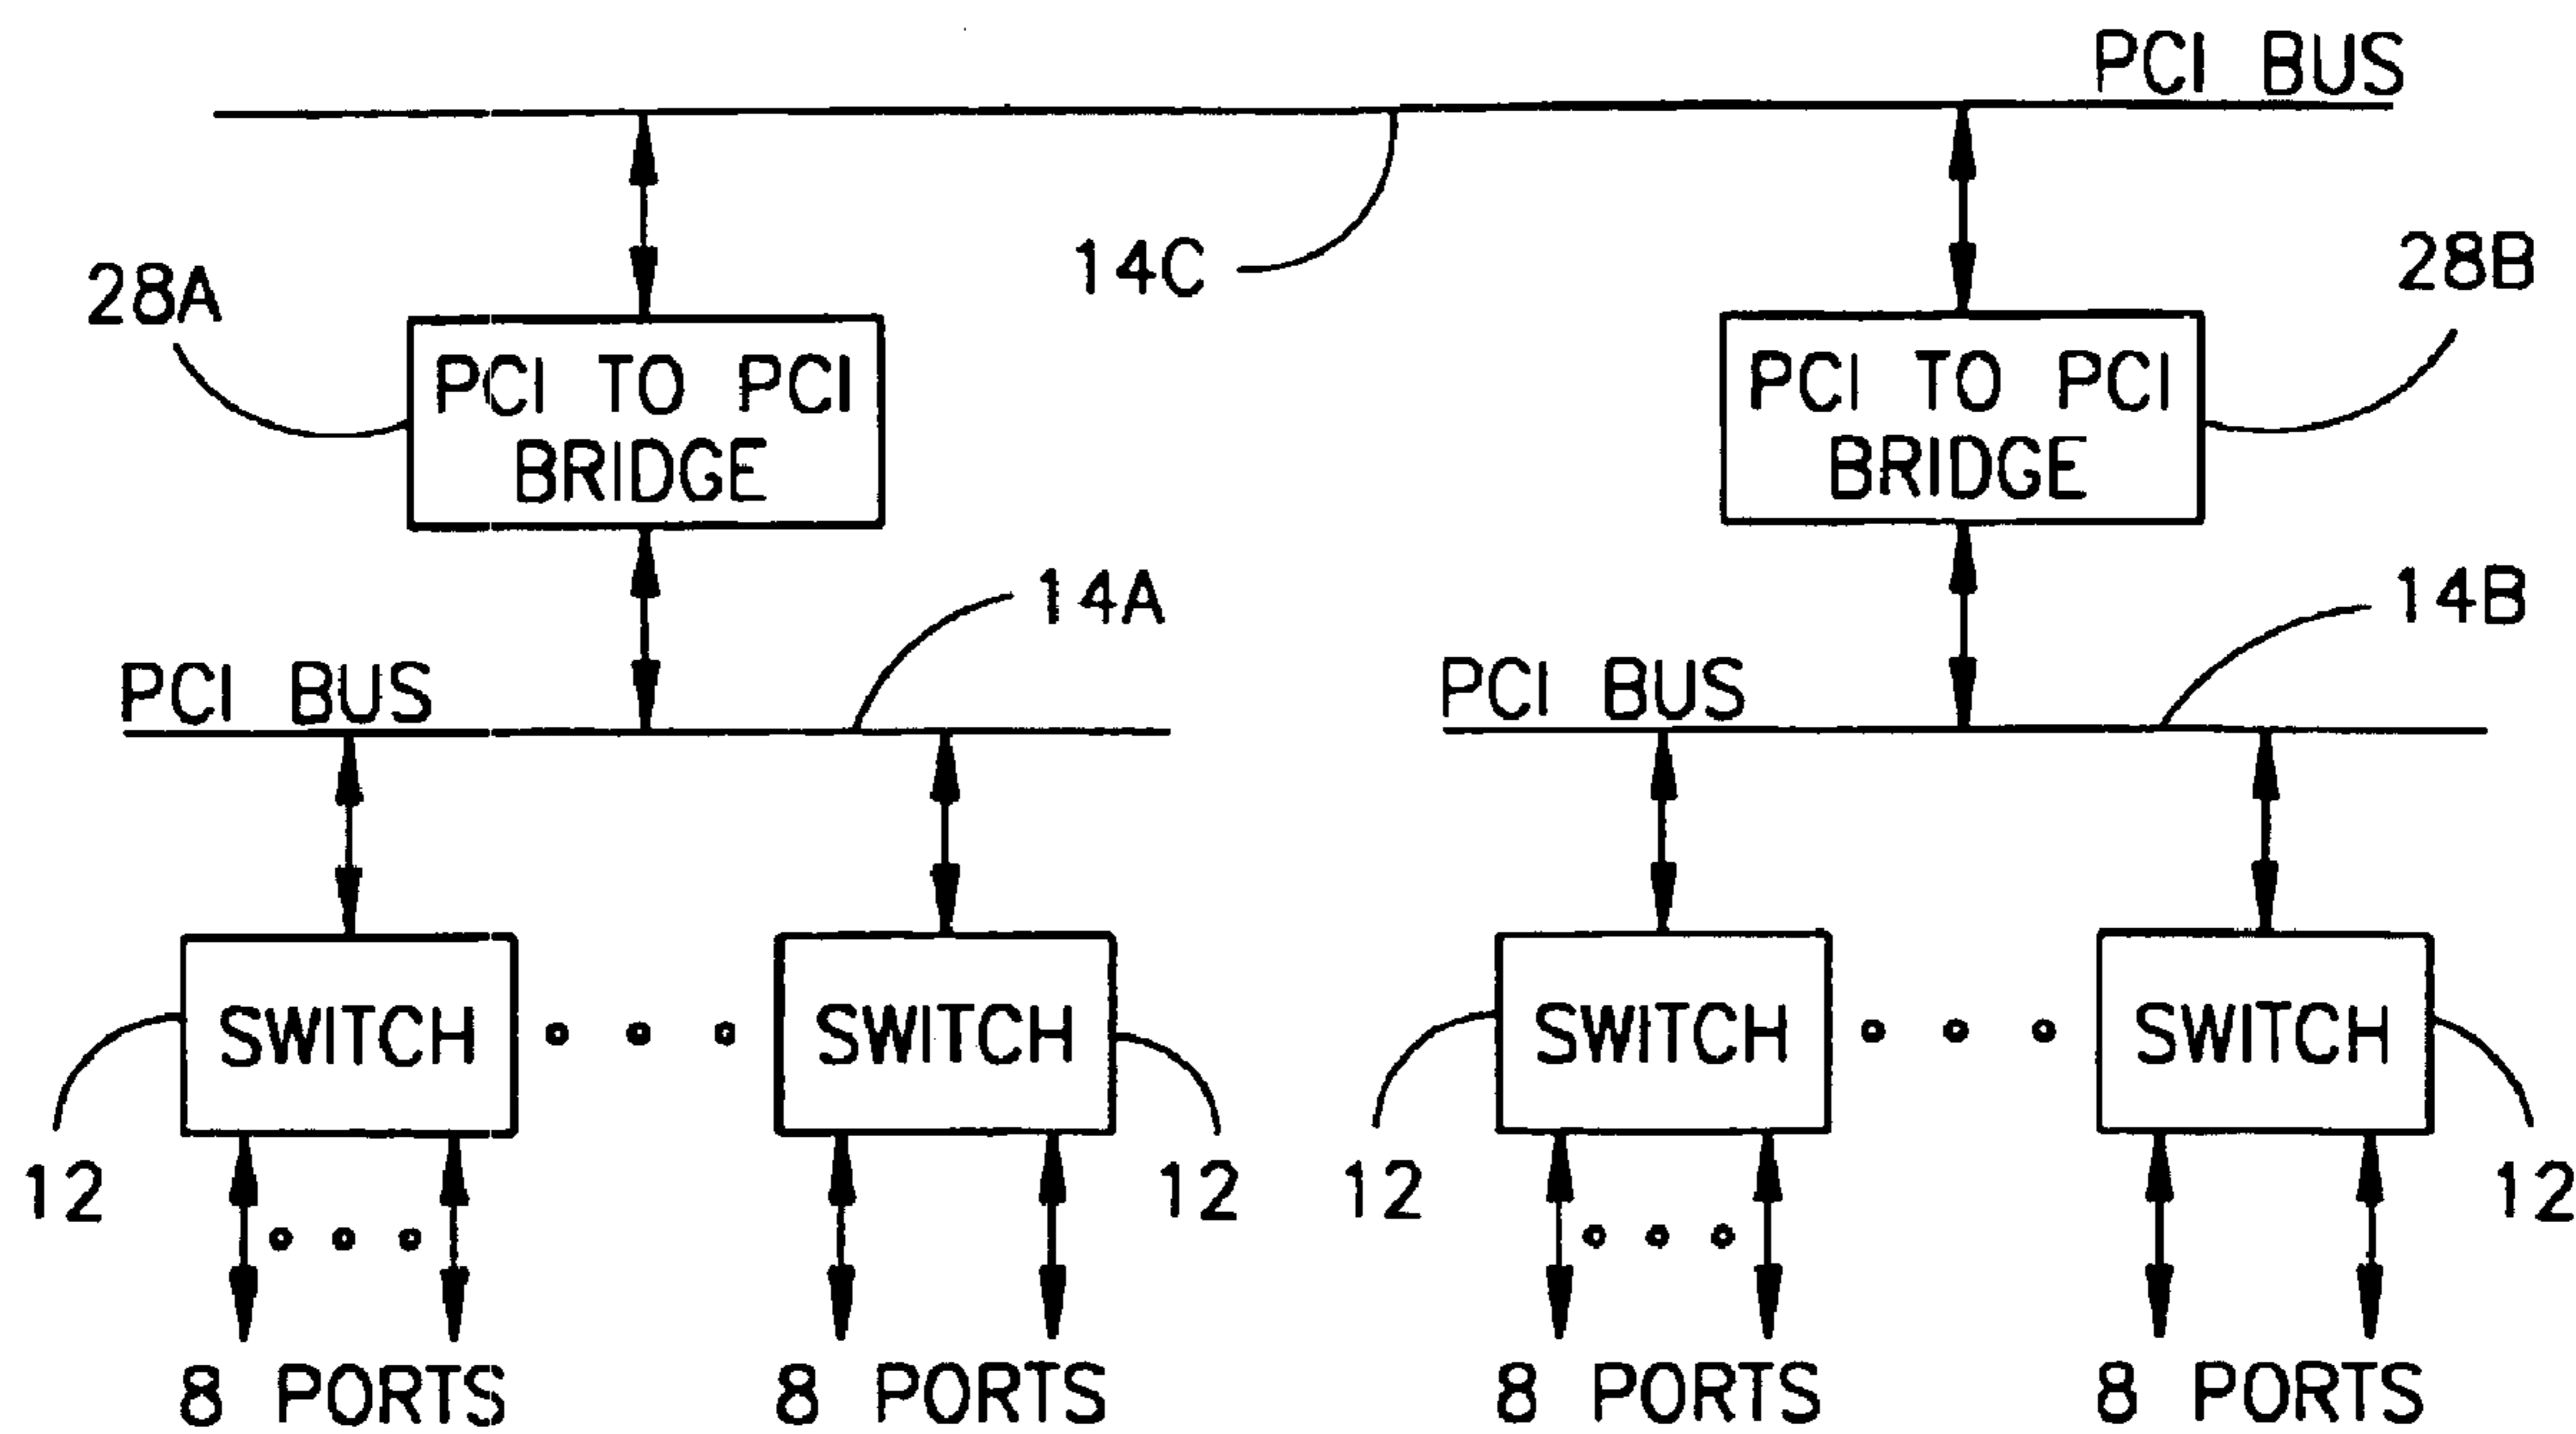 PCI BUS
14C
28A
28B
PCI TO PCI
BRIDGE
PCI TO PCI
BRIDGE
14A
14B
PCI BUS
PCI BUS
SWITCH
SWITCH
SWITCH
SWITCH
12
12
12
12
8 PORTS
8 PORTS
8 PORTS
8 PORTS